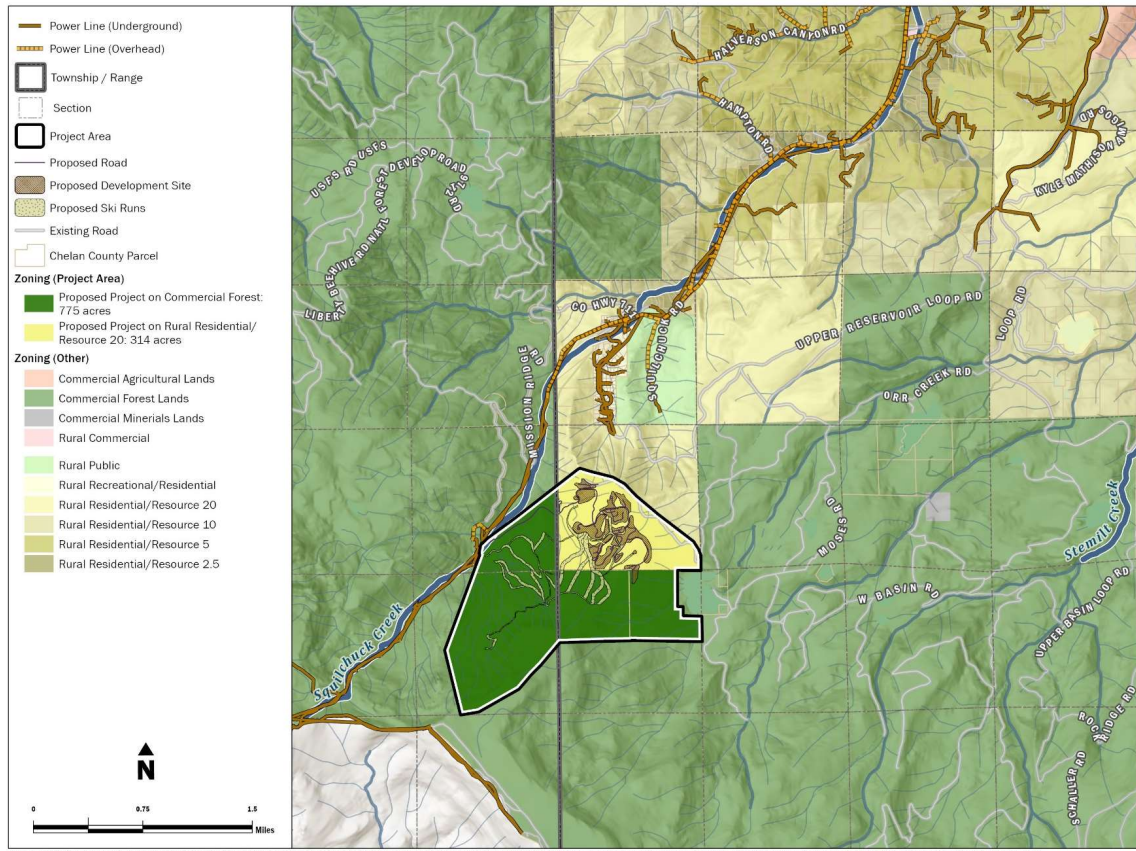 Power Line (Underground)
Power Line (Overhead)
Township / Range
Section
Project Area
Proposed Road
Proposed Development Site
Proposed Ski Runs
Existing Road
Chelan County Parcel
Zoning (Project Area)
Proposed Project on Commercial Forest:
775 acres
Proposed Project on Rural Residential/
Resource 20: 314 acres
Zoning (Other)
Commercial Agricultural Lands
Commercial Forest Lands
Commercial Minierials Lands
Rural Commercial
Rural Public
Rural Recreational/Residential
Rural Residential/Resource 20
Rural Residential/Resource 10
Rural Residential/Resource 5
Rural Residential/Resource 2.5
N
0 0.75 1.5
Miles
HALVERSON CANYON RD
HAMPTON RD
USFS RD USFS
LIBERTY BEEHIVE RD NATL FOREST DEVELOP ROAD
9712 RD
KYLE MATHISON
CO HWY 711
SQUILCHUCK RD
MISSION RIDGE
RD
UPPER RESERVOIR LOOP RD
LOOP RD
ORR CREEK RD
MOSES RD
W BASIN RD
Stemilt Creek
UPPER BASIN LOOP RD
Squilchuck Creek
ROCK
RIDGE RD
SCHALLER RD